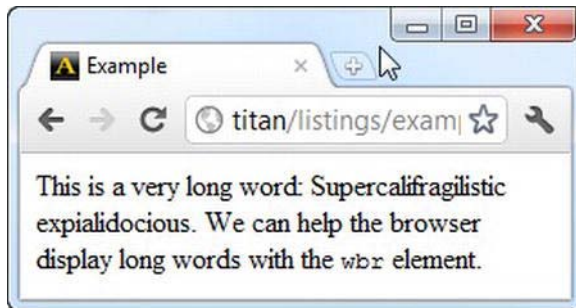 Example
titan/listings/examp
This is a very long word: Supercalifragilistic
expialidocious. We can help the browser
display long words with the wbr element.